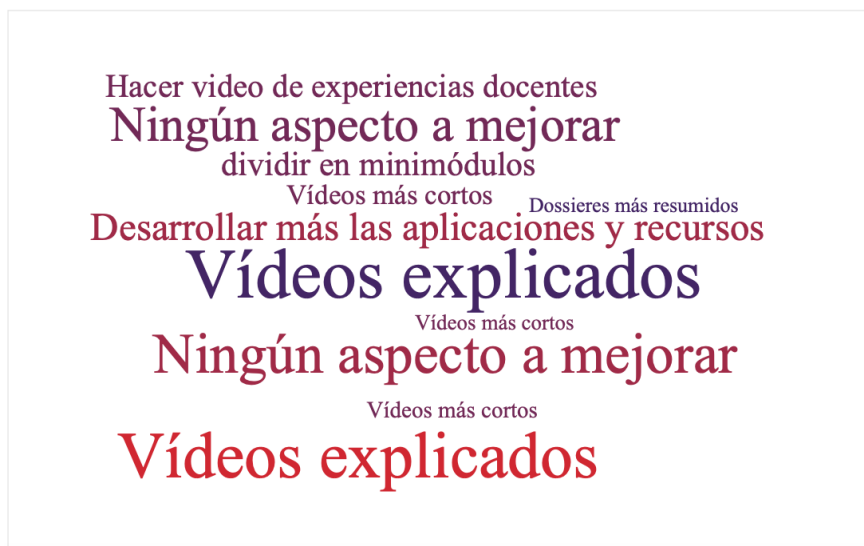 Hacer video de experiencias docentes
Ningún aspecto a mejorar
dividir en minimódulos
Vídeos más cortos
Dossieres más resumidos
Desarrollar más las aplicaciones y recursos
Vídeos explicados
Vídeos más cortos
Ningún aspecto a mejorar
Vídeos más cortos
Vídeos explicados